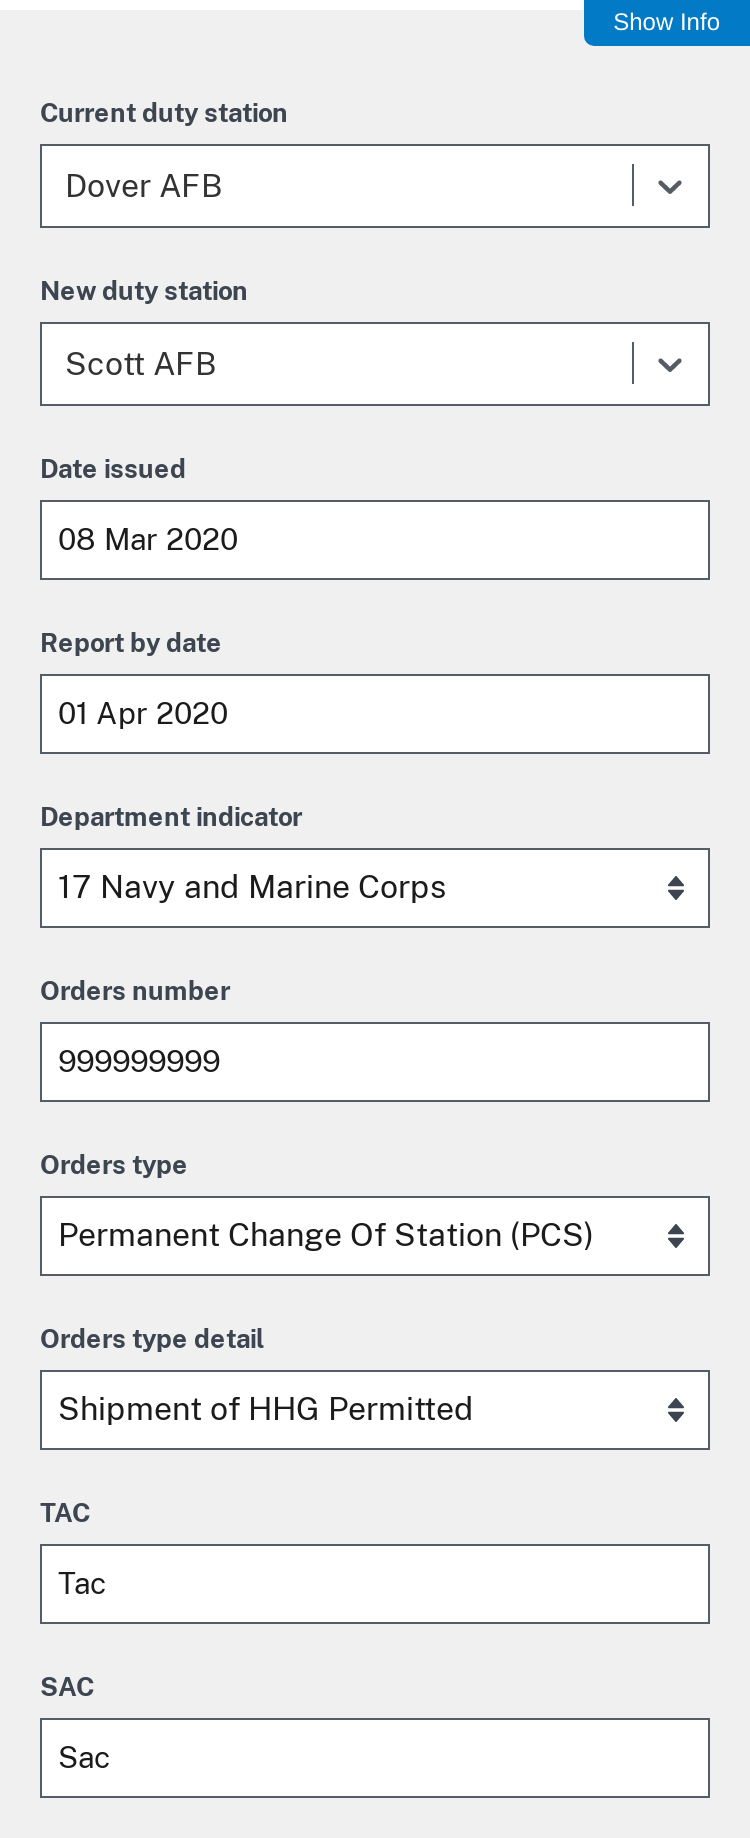 Show Info
Current duty station
Dover AFB
New duty station
Scott AFB
Date issued
08 Mar 2020
Report by date
01 Apr 2020
Department indicator
17 Navy and Marine Corps
Orders number
999999999
Orders type
Permanent Change Of Station (PCS)
Orders type detail
Shipment of HHG Permitted
TAC
Tac
SAC
Sac